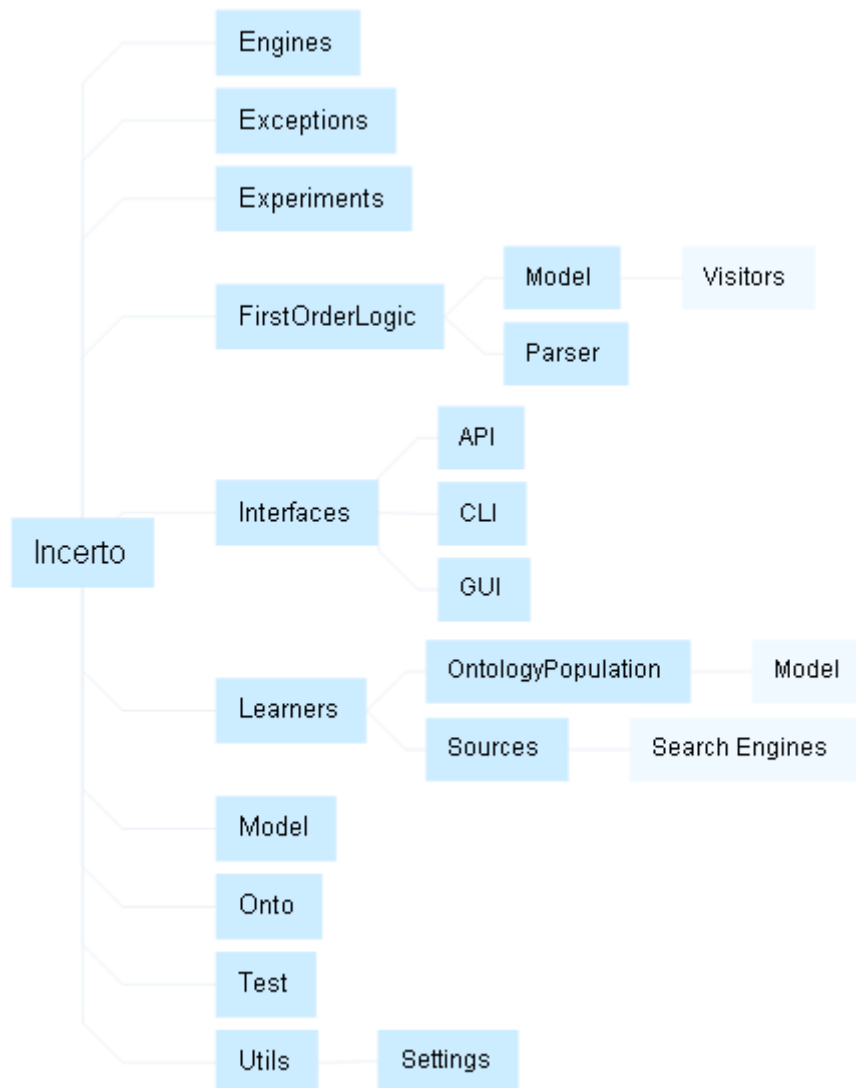 Engines
Exceptions
Experiments
Model
Visitors
FirstOrderLogic
Parser
API
Interfaces
CLI
Incerto
GUI
OntologyPopulation
Model
Learners
Sources
Search Engines
Model
Onto
Test
Utils
Settings